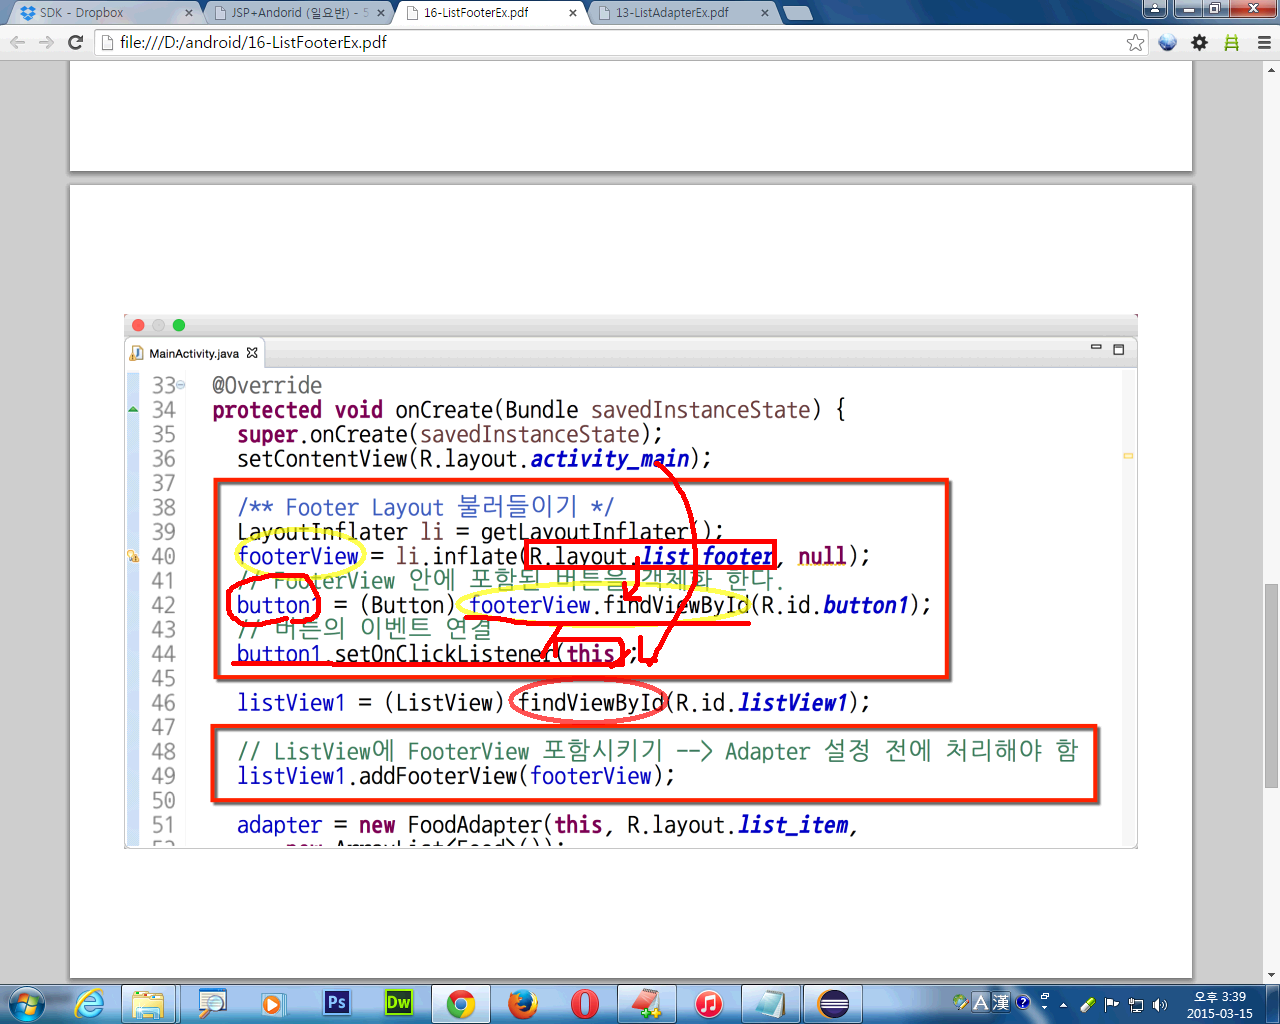 SDK - Dropbox
JSP+Andorid (일요반) - 5
16-ListFooterEx.pdf
13-ListAdapterEx.pdf
file:///D:/android/16-ListFooterEx.pdf
MainActivity.java
33 @Override
34 protected void onCreate(Bundle savedInstanceState) {
35 super.onCreate(savedInstanceState);
36 setContentView(R.layout.activity_main);
37
38 /** Footer Layout 불러들이기 */
39 LayoutInflater li = getLayoutInflater();
40 footerView = li.inflate(R.layout.list_footer, null);
41 // FooterView 안에 포함된 버튼을 객체화 한다.
42 button1 = (Button) footerView.findViewById(R.id.button1);
43 // 버튼의 이벤트 연결
44 button1.setOnClickListener(this);
45
46 listView1 = (ListView) findViewById(R.id.listView1);
47
48 // ListView에 FooterView 포함시키기 --> Adapter 설정 전에 처리해야 함
49 listView1.addFooterView(footerView);
50
51 adapter = new FoodAdapter(this, R.layout.list_item,
52 new ArrayList<Food>());
Ps
Dw
A 漢
오후 3:39
2015-03-15